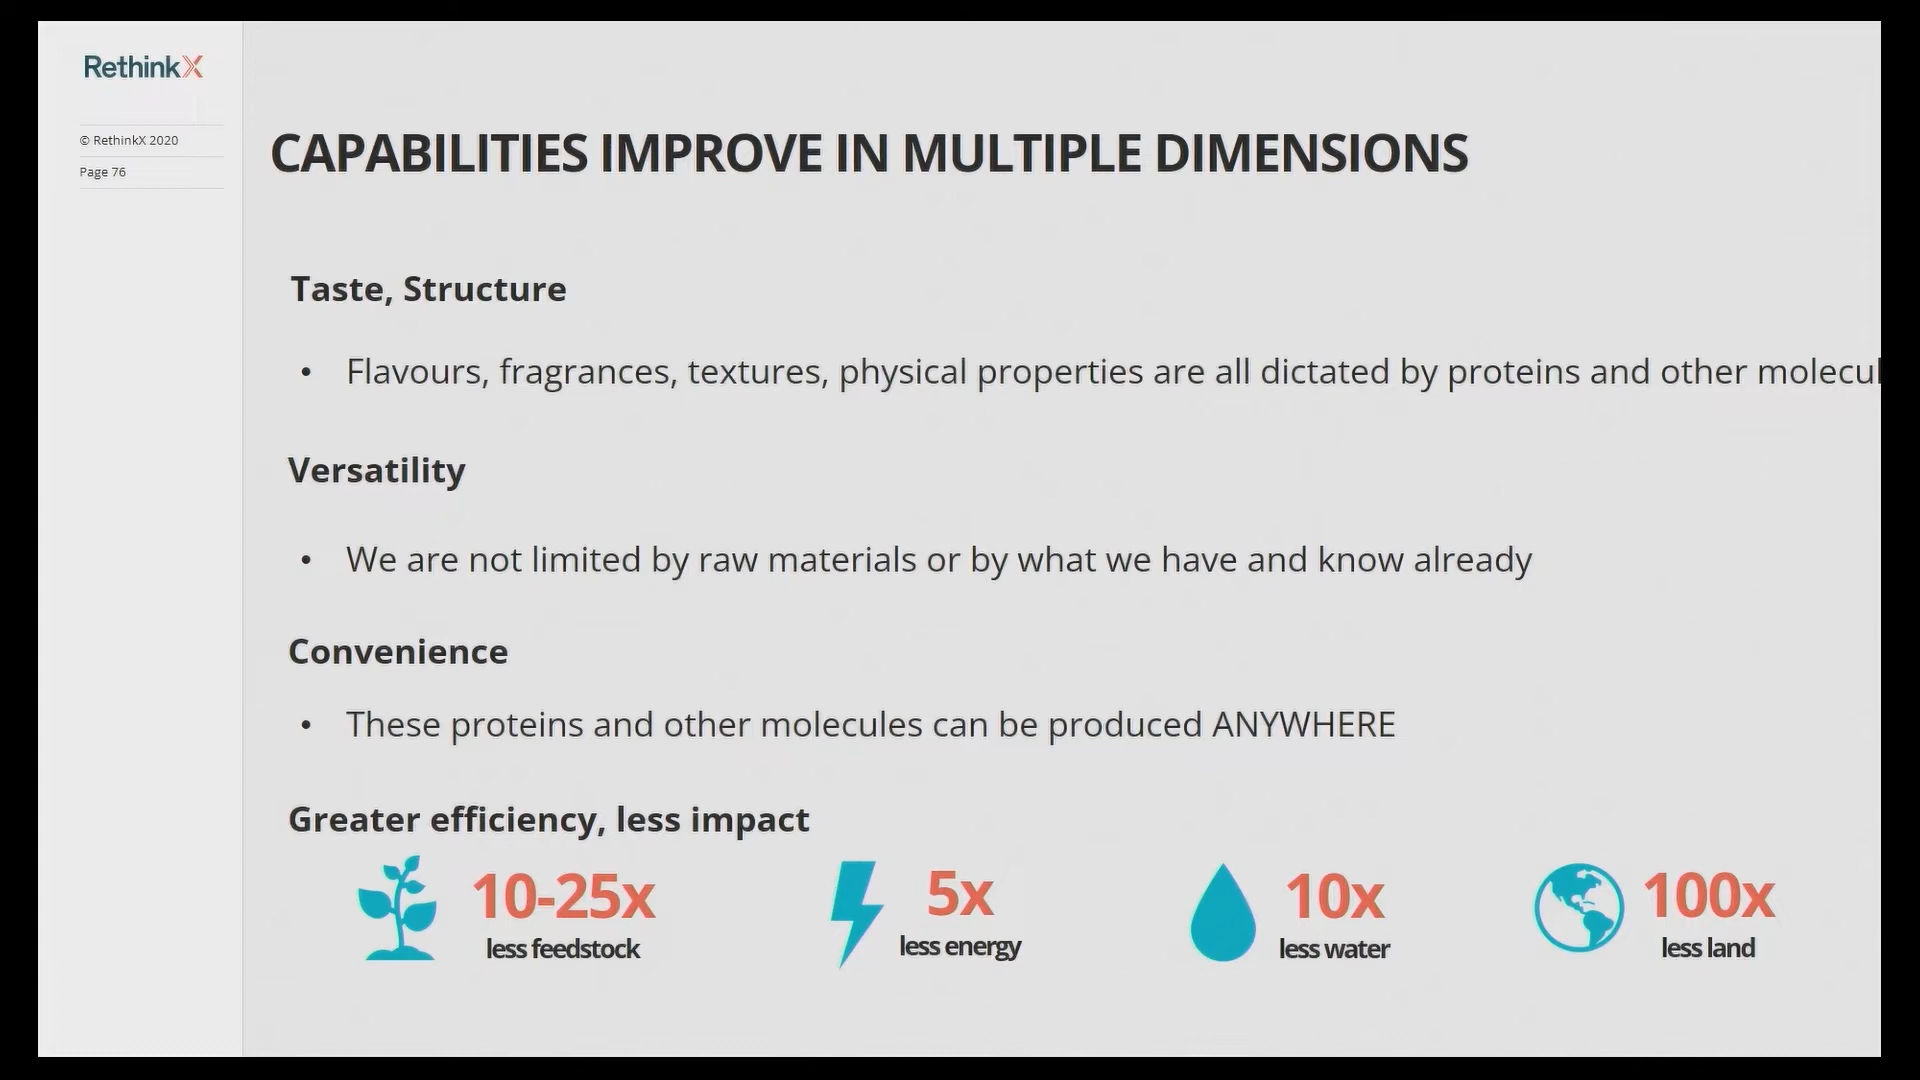 RethinkX
© RethinkX 2020
Page 76
CAPABILITIES IMPROVE IN MULTIPLE DIMENSIONS
Taste, Structure
• Flavours, fragrances, textures, physical properties are all dictated by proteins and other molecul
Versatility
• We are not limited by raw materials or by what we have and know already
Convenience
• These proteins and other molecules can be produced ANYWHERE
Greater efficiency, less impact
10-25x
less feedstock
5x
less energy
10x
less water
100x
less land